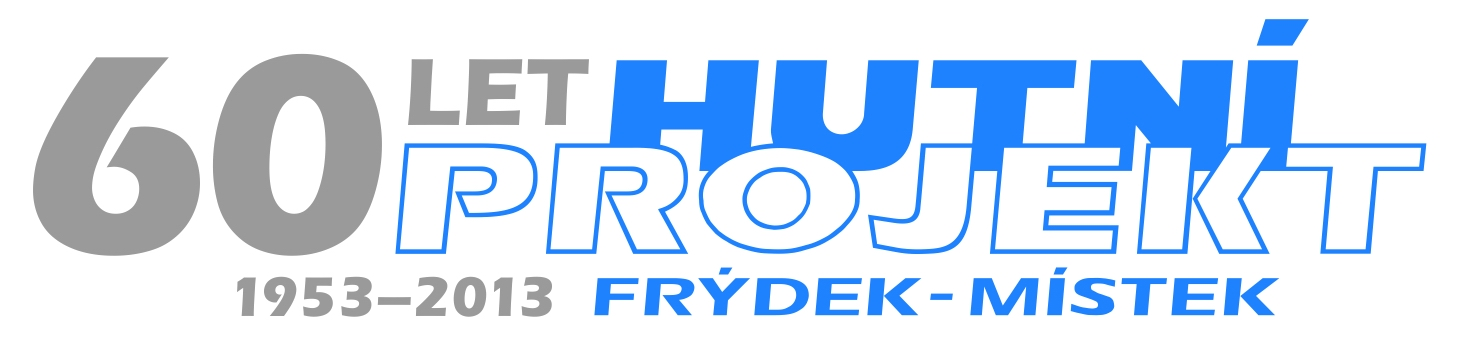 60 LET HUTNÍ
PROJEKT
1953–2013 FRÝDEK-MÍSTEK